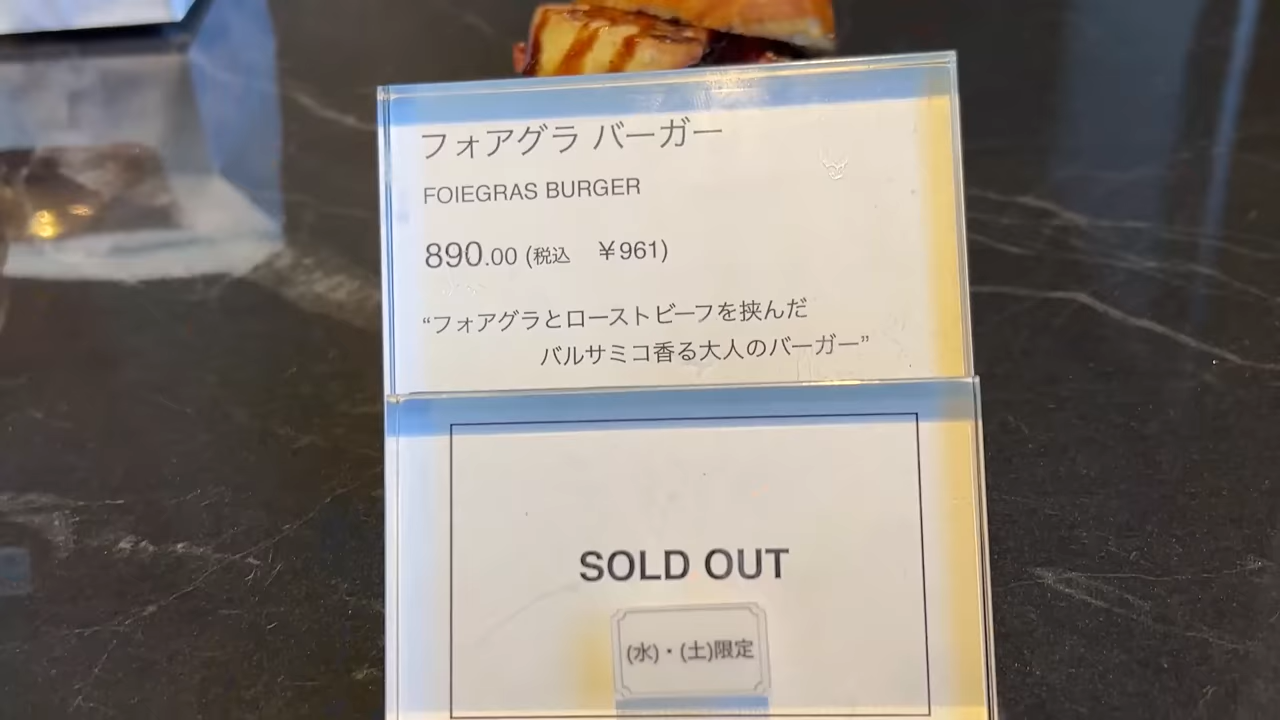 フォアグラ バーガー
FOIEGRAS BURGER
890.00 (税込 ￥961)
“フォアグラとローストビーフを挟んだ
バルサミコ香る大人のバーガー”
SOLD OUT
(水)・(土)限定